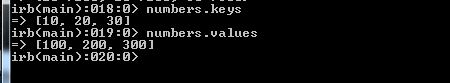 irb(main):018:0> numbers.keys
=> [10, 20, 30]
irb(main):019:0> numbers.values
=> [100, 200, 300]
irb(main):020:0>